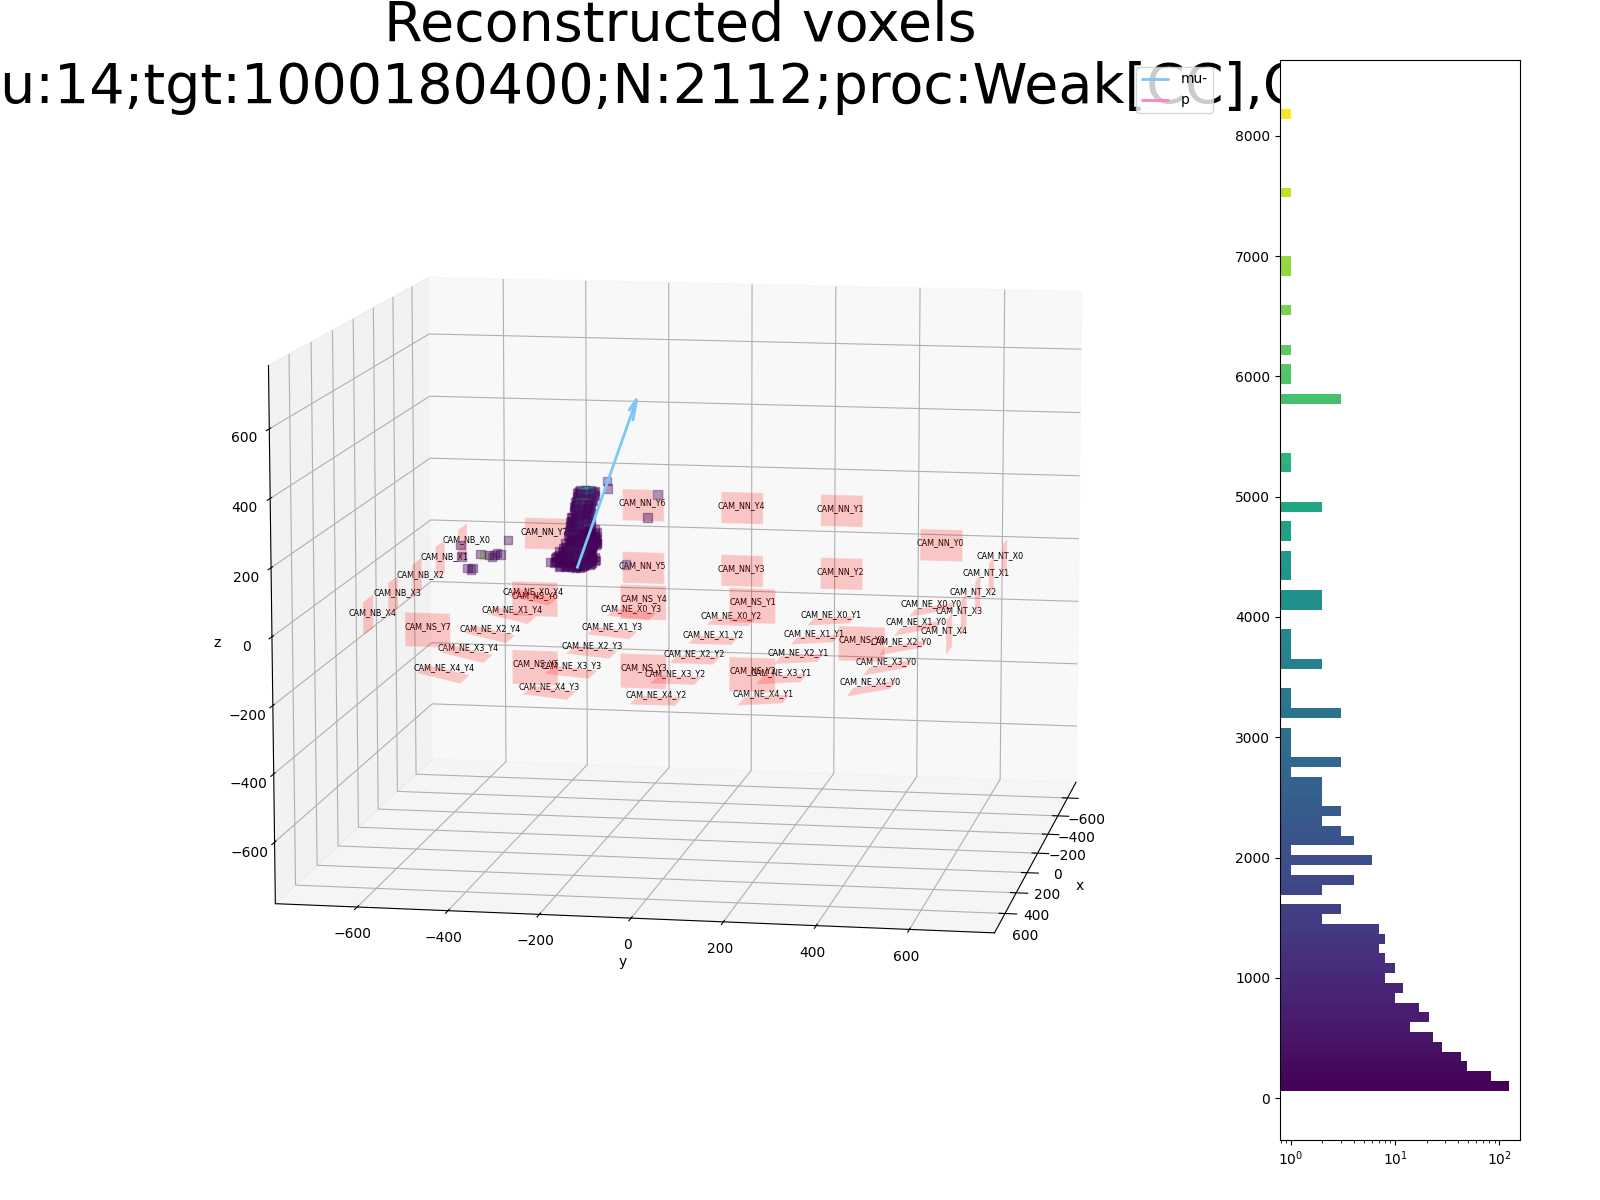 Reconstructed voxels
u:14;tgt:1000180400;N:2112;proc:Weak[CC],
mu-
p
8000
7000
6000
5000
4000
3000
2000
1000
0
10⁰
10¹
10²
600
400
200
0
−200
−400
−600
z
−600
−400
−200
0
200
400
600
y
−600
−400
−200
0
200
400
600
x
CAM_NN_Y6
CAM_NN_Y4
CAM_NN_Y1
CAM_NN_Y7
CAM_NN_Y0
CAM_NN_Y5
CAM_NN_Y3
CAM_NN_Y2
CAM_NB_X0
CAM_NB_X1
CAM_NB_X2
CAM_NB_X3
CAM_NB_X4
CAM_NT_X0
CAM_NT_X1
CAM_NT_X2
CAM_NT_X3
CAM_NT_X4
CAM_NE_X0_Y4
CAM_NS_Y4
CAM_NS_Y1
CAM_NE_X0_Y3
CAM_NE_X0_Y2
CAM_NE_X0_Y1
CAM_NE_X0_Y0
CAM_NE_X1_Y4
CAM_NE_X1_Y3
CAM_NE_X1_Y2
CAM_NE_X1_Y1
CAM_NE_X1_Y0
CAM_NS_Y7
CAM_NE_X2_Y4
CAM_NE_X2_Y3
CAM_NE_X2_Y2
CAM_NE_X2_Y1
CAM_NE_X2_Y0
CAM_NE_X3_Y4
CAM_NE_X3_Y3
CAM_NS_Y3
CAM_NE_X3_Y2
CAM_NE_X3_Y1
CAM_NE_X3_Y0
CAM_NE_X4_Y4
CAM_NE_X4_Y3
CAM_NE_X4_Y2
CAM_NE_X4_Y1
CAM_NE_X4_Y0